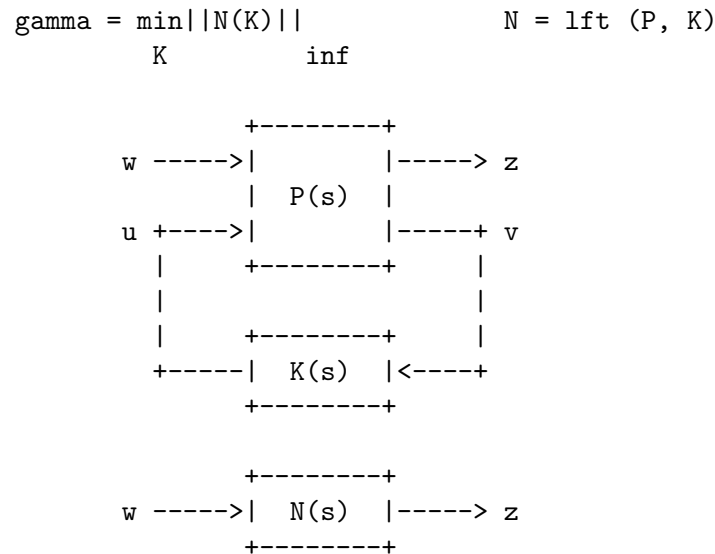 gamma = min||N(K)|| N = lft (P, K)
K inf
+--------+
w ----->| |-----> z
| P(s) |
u +---->| |-----+ v
| +--------+ |
| |
| +--------+ |
+-----| K(s) |<----+
+--------+
+--------+
w ----->| N(s) |-----> z
+--------+